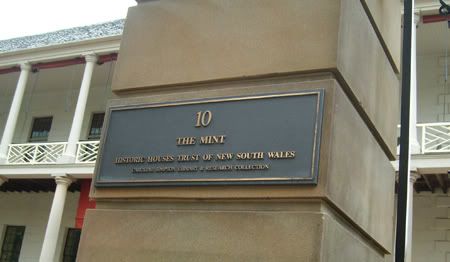 10
THE MINT
HISTORIC HOUSES TRUST OF NEW SOUTH WALES
CAROLINE SIMPSON LIBRARY & RESEARCH COLLECTION